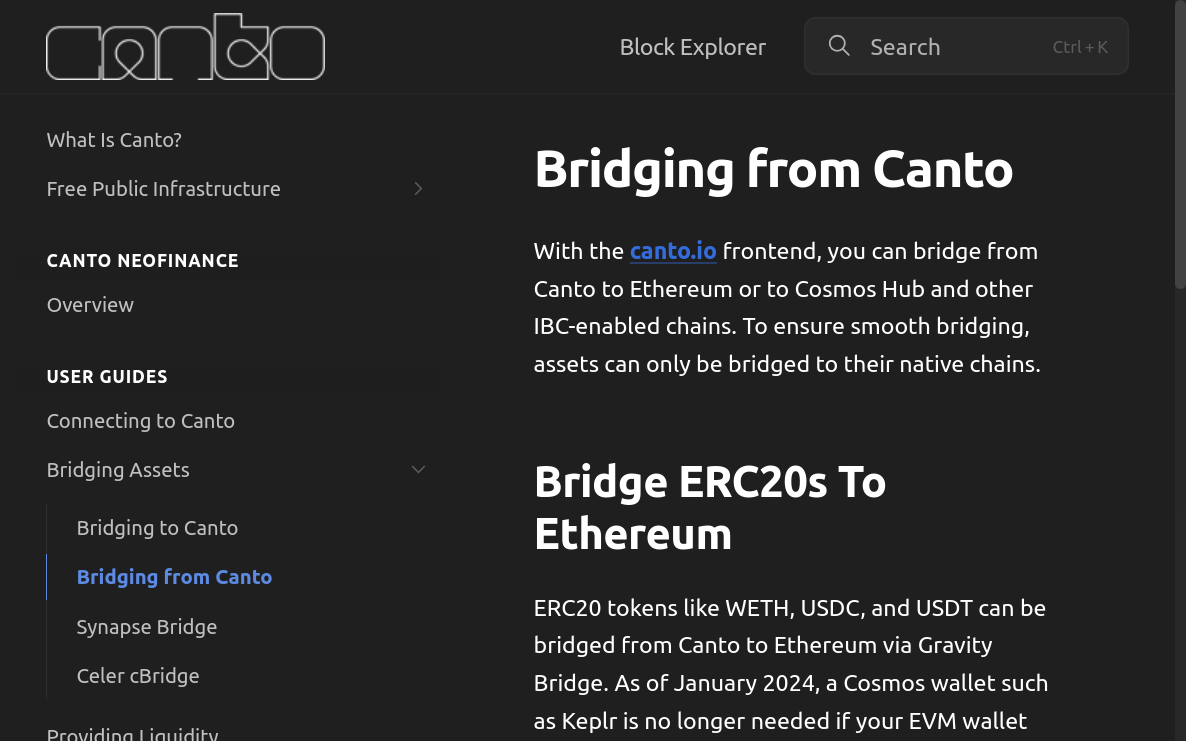 canto
Block Explorer
Search
Ctrl + K
What Is Canto?
Free Public Infrastructure
CANTO NEOFINANCE
Overview
USER GUIDES
Connecting to Canto
Bridging Assets
Bridging to Canto
Bridging from Canto
Synapse Bridge
Celer cBridge
Providing Liquidity
Bridging from Canto
With the canto.io frontend, you can bridge from
Canto to Ethereum or to Cosmos Hub and other
IBC-enabled chains. To ensure smooth bridging,
assets can only be bridged to their native chains.
Bridge ERC20s To
Ethereum
ERC20 tokens like WETH, USDC, and USDT can be
bridged from Canto to Ethereum via Gravity
Bridge. As of January 2024, a Cosmos wallet such
as Keplr is no longer needed if your EVM wallet